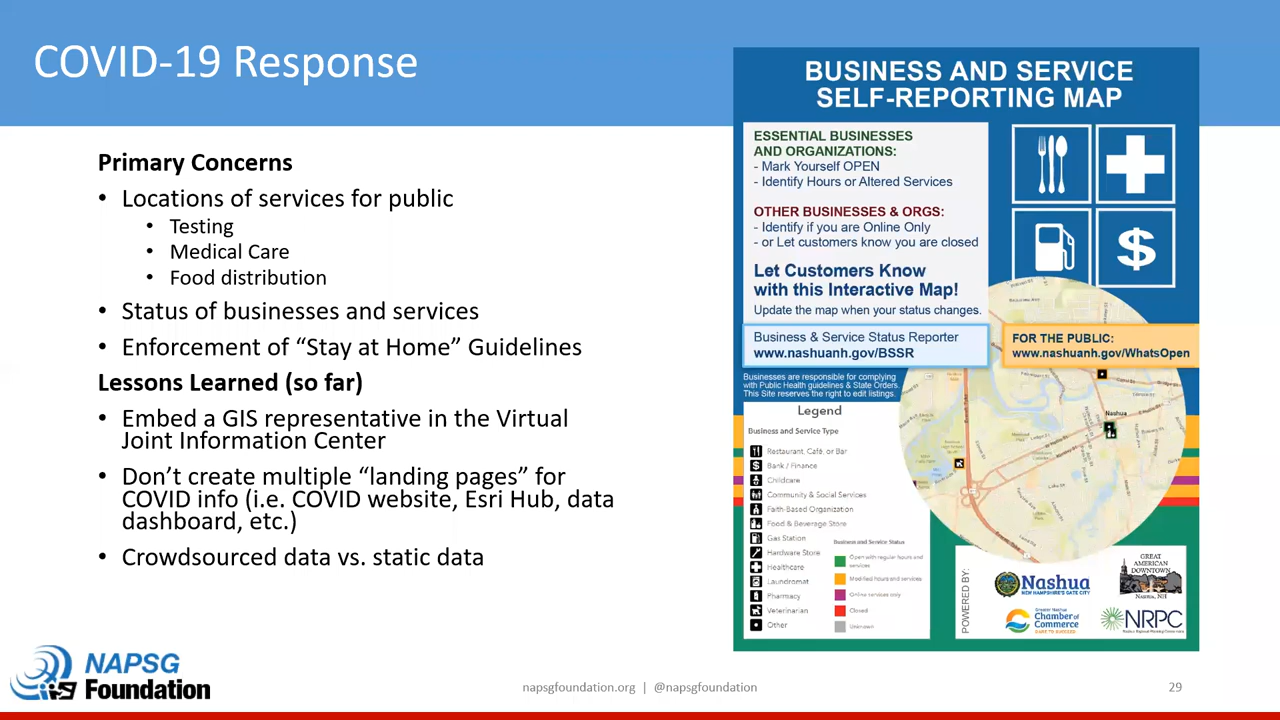 COVID-19 Response
Primary Concerns
• Locations of services for public
• Testing
• Medical Care
• Food distribution
• Status of businesses and services
• Enforcement of “Stay at Home” Guidelines
Lessons Learned (so far)
• Embed a GIS representative in the Virtual
Joint Information Center
• Don’t create multiple “landing pages” for
COVID info (i.e. COVID website, Esri Hub, data
dashboard, etc.)
• Crowdsourced data vs. static data
BUSINESS AND SERVICE
SELF-REPORTING MAP
ESSENTIAL BUSINESSES
AND ORGANIZATIONS:
- Mark Yourself OPEN
- Identify Hours or Altered Services
OTHER BUSINESSES & ORGS:
- Identify if you are Online Only
- or Let customers know you are closed
Let Customers Know
with this Interactive Map!
Update the map when your status changes.
Business & Service Status Reporter
www.nashuanh.gov/BSSR
FOR THE PUBLIC:
www.nashuanh.gov/WhatsOpen
Businesses are responsible for complying
with Public Health guidelines & State Orders.
This Site reserves the right to edit listings.
Legend
Business and Service Type
Restaurant, Café, or Bar
Bank / Finance
Childcare
Community & Social Services
Faith-Based Organization
Food & Beverage Store
Gas Station
Hardware Store
Healthcare
Laundromat
Pharmacy
Veterinarian
Other
Business and Service Status
Open with regular hours and
services
Modified hours and services
Online services only
Closed
Unknown
Nashua
POWERED BY:
Nashua
NEW HAMPSHIRE'S GATE CITY
GREAT
AMERICAN
DOWNTOWN
NASHUA, NH
Greater Nashua
Chamber of
Commerce
DARE TO SUCCEED
NRPC
Nashua Regional Planning Commission
NAPSG
Foundation
napsgfoundation.org | @napsgfoundation
29